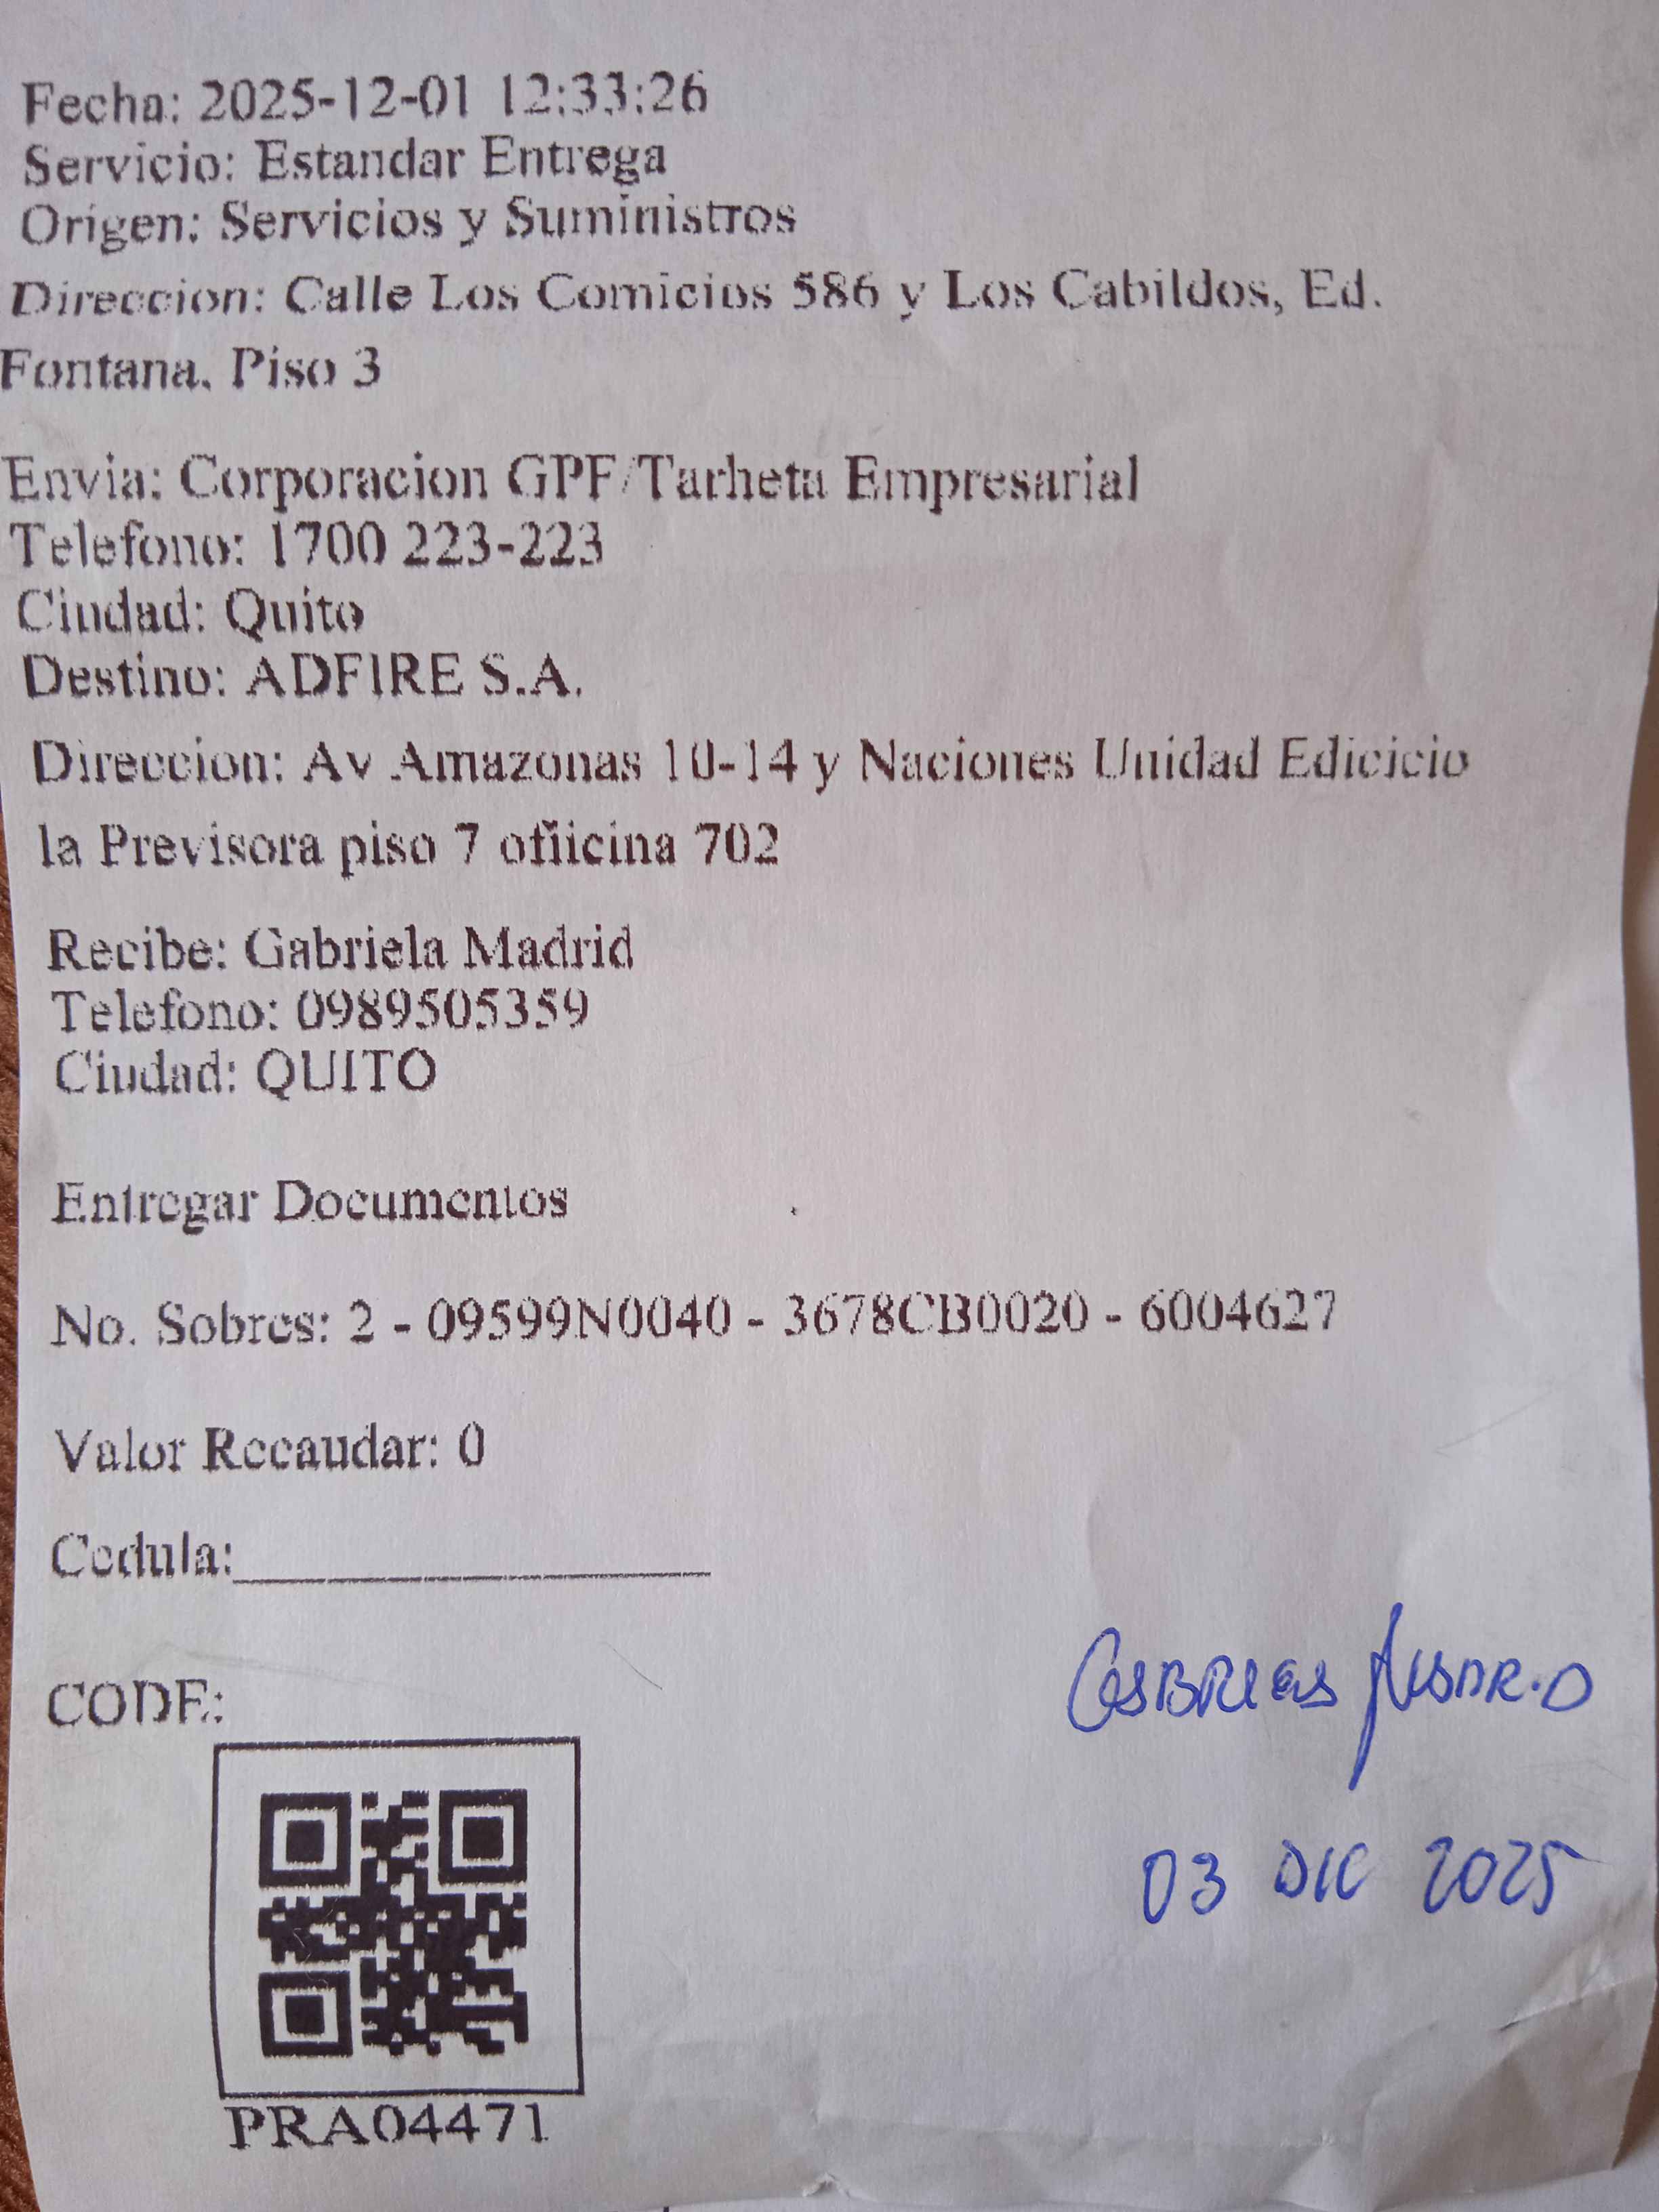 Fecha: 2025-12-01 12:33:26
Servicio: Estandar Entrega
Origen: Servicios y Suministros
Direccion: Calle Los Comicios 586 y Los Cabildos, Ed.
Fontana, Piso 3
Envia: Corporacion GPF/Tarheta Empresarial
Telefono: 1700 223-223
Ciudad: Quito
Destino: ADFIRE S.A.
Direccion: Av Amazonas 10-14 y Naciones Unidad Edicicio
la Previsora piso 7 ofiicina 702
Recibe: Gabriela Madrid
Telefono: 0989505359
Ciudad: QUITO
Entregar Documentos
No. Sobres: 2 - 09599N0040 - 3678CB0020 - 6004627
Valor Recaudar: 0
Cedula:
CODE:
GABRIELA MADRID
03 DIC 2025
PRA04471